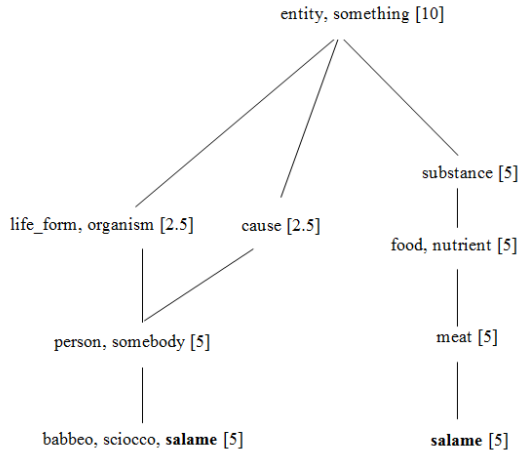 entity, something [10]
substance [5]
life_form, organism [2.5]
cause [2.5]
food, nutrient [5]
person, somebody [5]
meat [5]
babbeo, sciocco, salame [5]
salame [5]